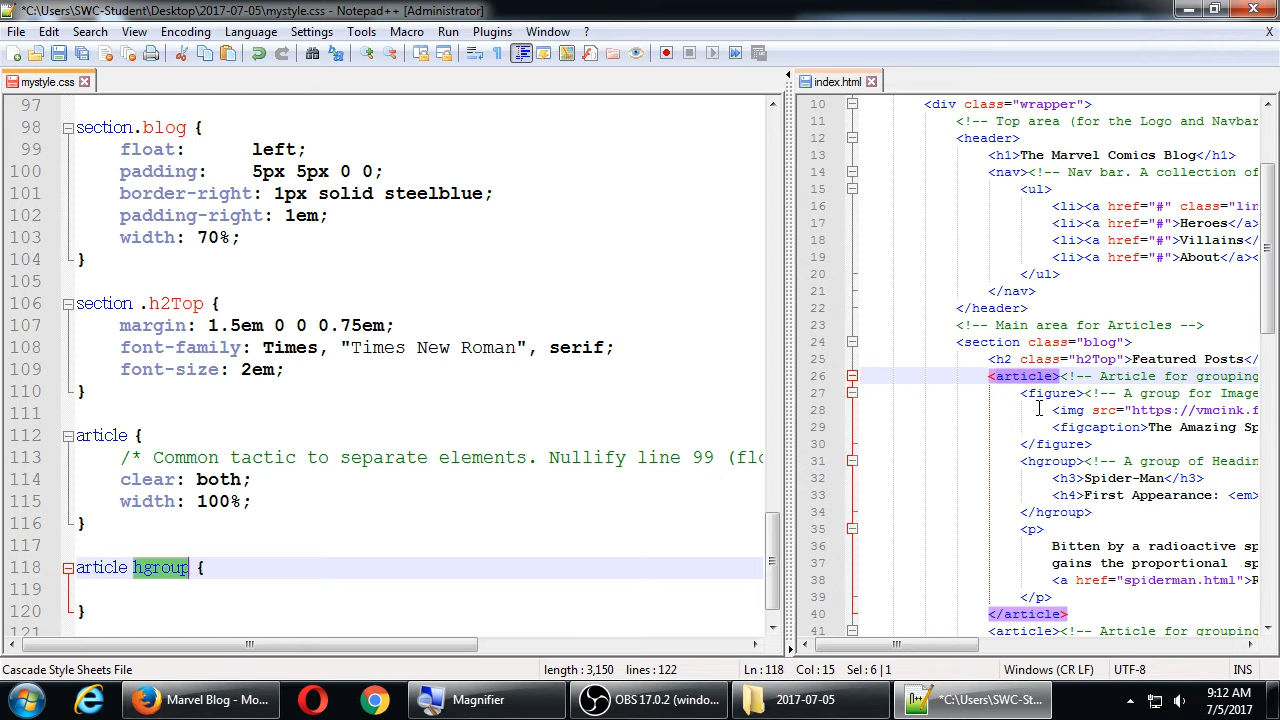 *C:\Users\SWC-Student\Desktop\2017-07-05\mystyle.css - Notepad++ [Administrator]
File Edit Search View Encoding Language Settings Tools Macro Run Plugins Window ? X
mystyle.css
97
98 section.blog {
99 float: left;
100 padding: 5px 5px 0 0;
101 border-right: 1px solid steelblue;
102 padding-right: 1em;
103 width: 70%;
104 }
105
106 section .h2Top {
107 margin: 1.5em 0 0 0.75em;
108 font-family: Times, "Times New Roman", serif;
109 font-size: 2em;
110 }
111
112 article {
113 /* Common tactic to separate elements. Nullify line 99 (flo
114 clear: both;
115 width: 100%;
116 }
117
118 article hgroup {
119
120 }
121
index.html
10 <div class="wrapper">
11 <!-- Top area (for the Logo and Navbar
12 <header>
13 <h1>The Marvel Comics Blog</h1>
14 <nav><!-- Nav bar. A collection of
15 <ul>
16 <li><a href="#" class="lin
17 <li><a href="#">Heroes</a>
18 <li><a href="#">Villains</
19 <li><a href="#">About</a><
20 </ul>
21 </nav>
22 </header>
23 <!-- Main area for Articles -->
24 <section class="blog">
25 <h2 class="h2Top">Featured Posts</
26 <article><!-- Article for grouping
27 <figure><!-- A group for Image
28 <img src="https://vmcink.f
29 <figcaption>The Amazing Sp
30 </figure>
31 <hgroup><!-- A group of Headin
32 <h3>Spider-Man</h3>
33 <h4>First Appearance: <em>
34 </hgroup>
35 <p>
36 Bitten by a radioactive sp
37 gains the proportional sp
38 <a href="spiderman.html">R
39 </p>
40 </article>
41 <article><!-- Article for grouping
Cascade Style Sheets File length : 3,150 lines : 122 Ln : 118 Col : 15 Sel : 6 | 1 Windows (CR LF) UTF-8 INS
Marvel Blog - Mo...
Magnifier
OBS 17.0.2 (windo...
2017-07-05
*C:\Users\SWC-St...
9:12 AM
7/5/2017